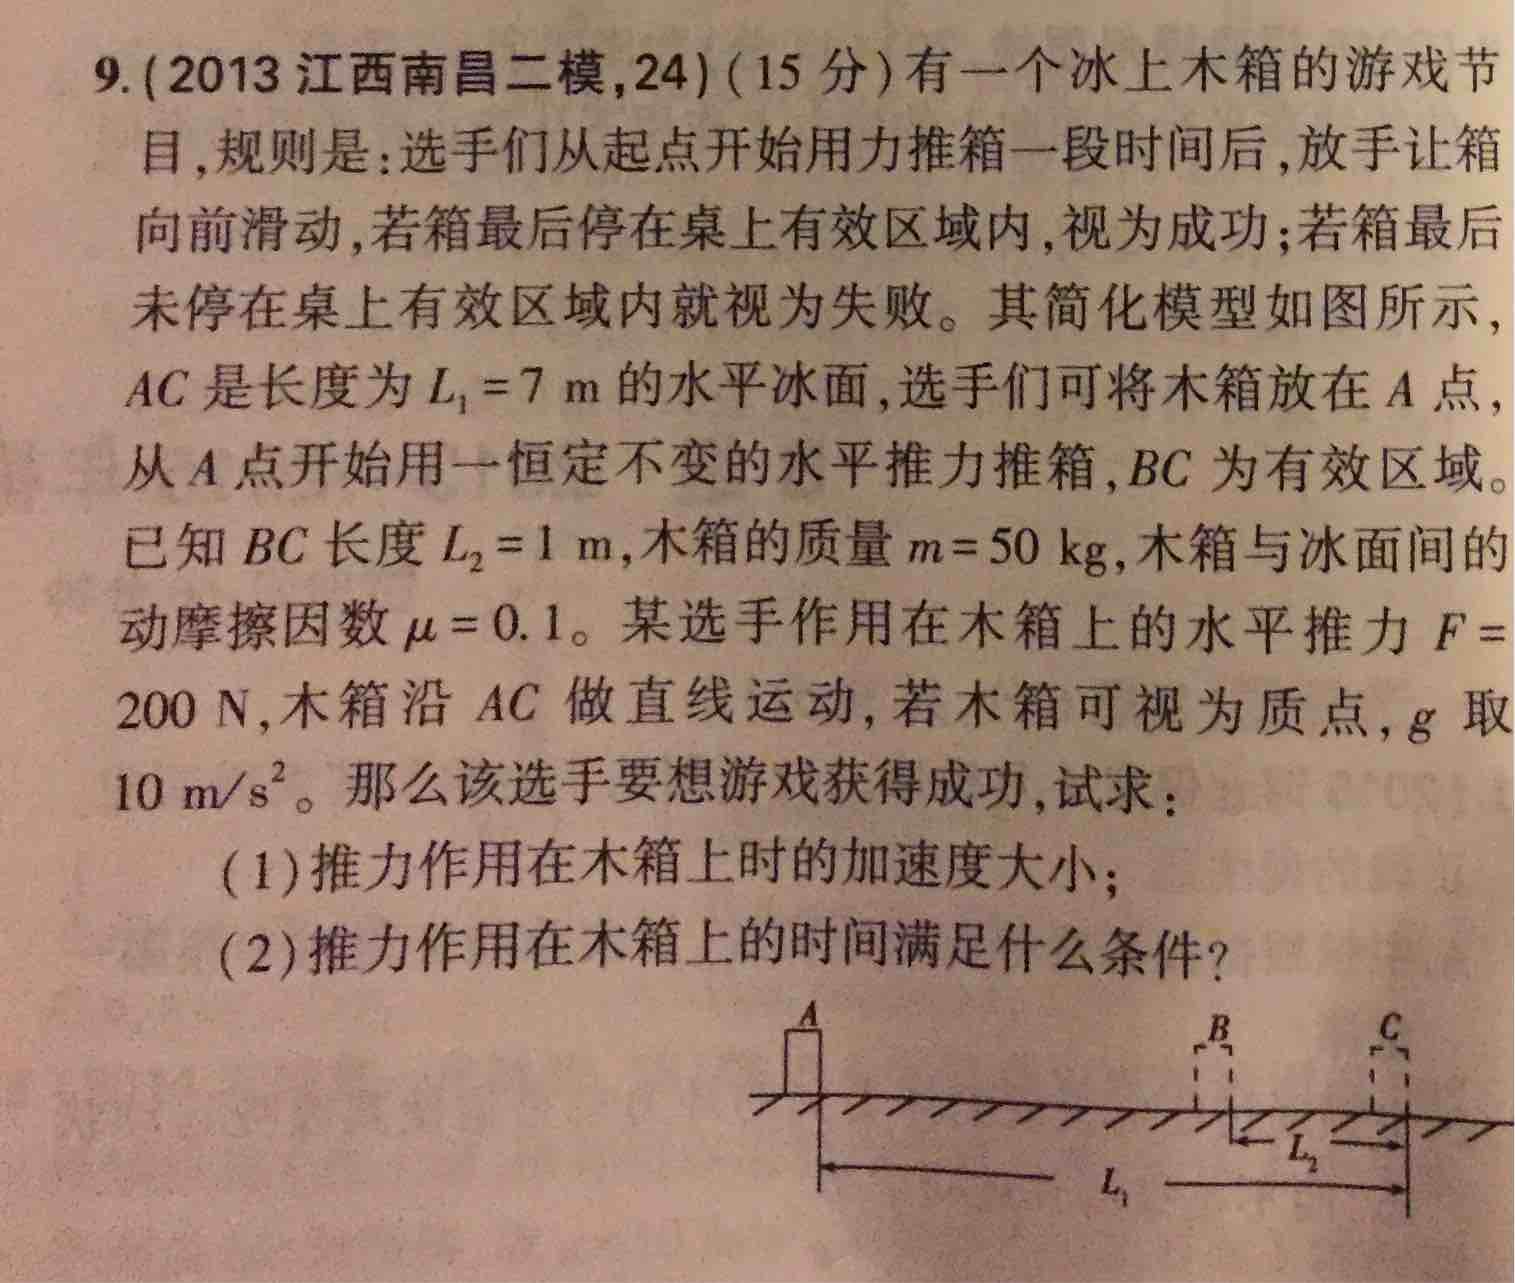 9.(2013 江西南昌二模,24)(15 分)有一个冰上木箱的游戏节
目,规则是:选手们从起点开始用力推箱一段时间后,放手让箱
向前滑动,若箱最后停在桌上有效区域内,视为成功;若箱最后
未停在桌上有效区域内就视为失败。其简化模型如图所示,
AC 是长度为 L₁ = 7 m 的水平冰面,选手们可将木箱放在 A 点,
从 A 点开始用一恒定不变的水平推力推箱,BC 为有效区域。
已知 BC 长度 L₂ = 1 m,木箱的质量 m = 50 kg,木箱与冰面间的
动摩擦因数 μ = 0.1。某选手作用在木箱上的水平推力 F =
200 N,木箱沿 AC 做直线运动,若木箱可视为质点,g 取
10 m/s²。那么该选手要想游戏获得成功,试求:
(1)推力作用在木箱上时的加速度大小;
(2)推力作用在木箱上的时间满足什么条件?
A B C
L₂
L₁